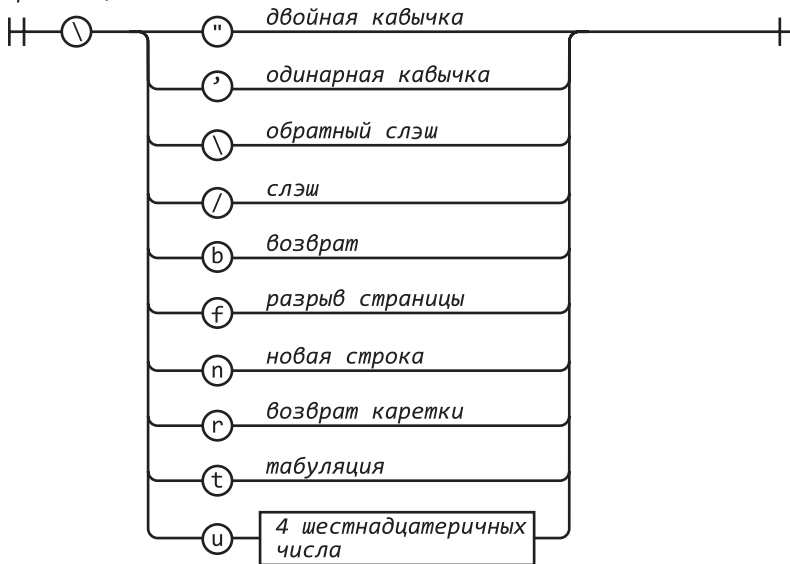 \
" двойная кавычка
' одинарная кавычка
\ обратный слэш
/ слэш
b возврат
f разрыв страницы
n новая строка
r возврат каретки
t табуляция
u 4 шестнадцатеричных
числа